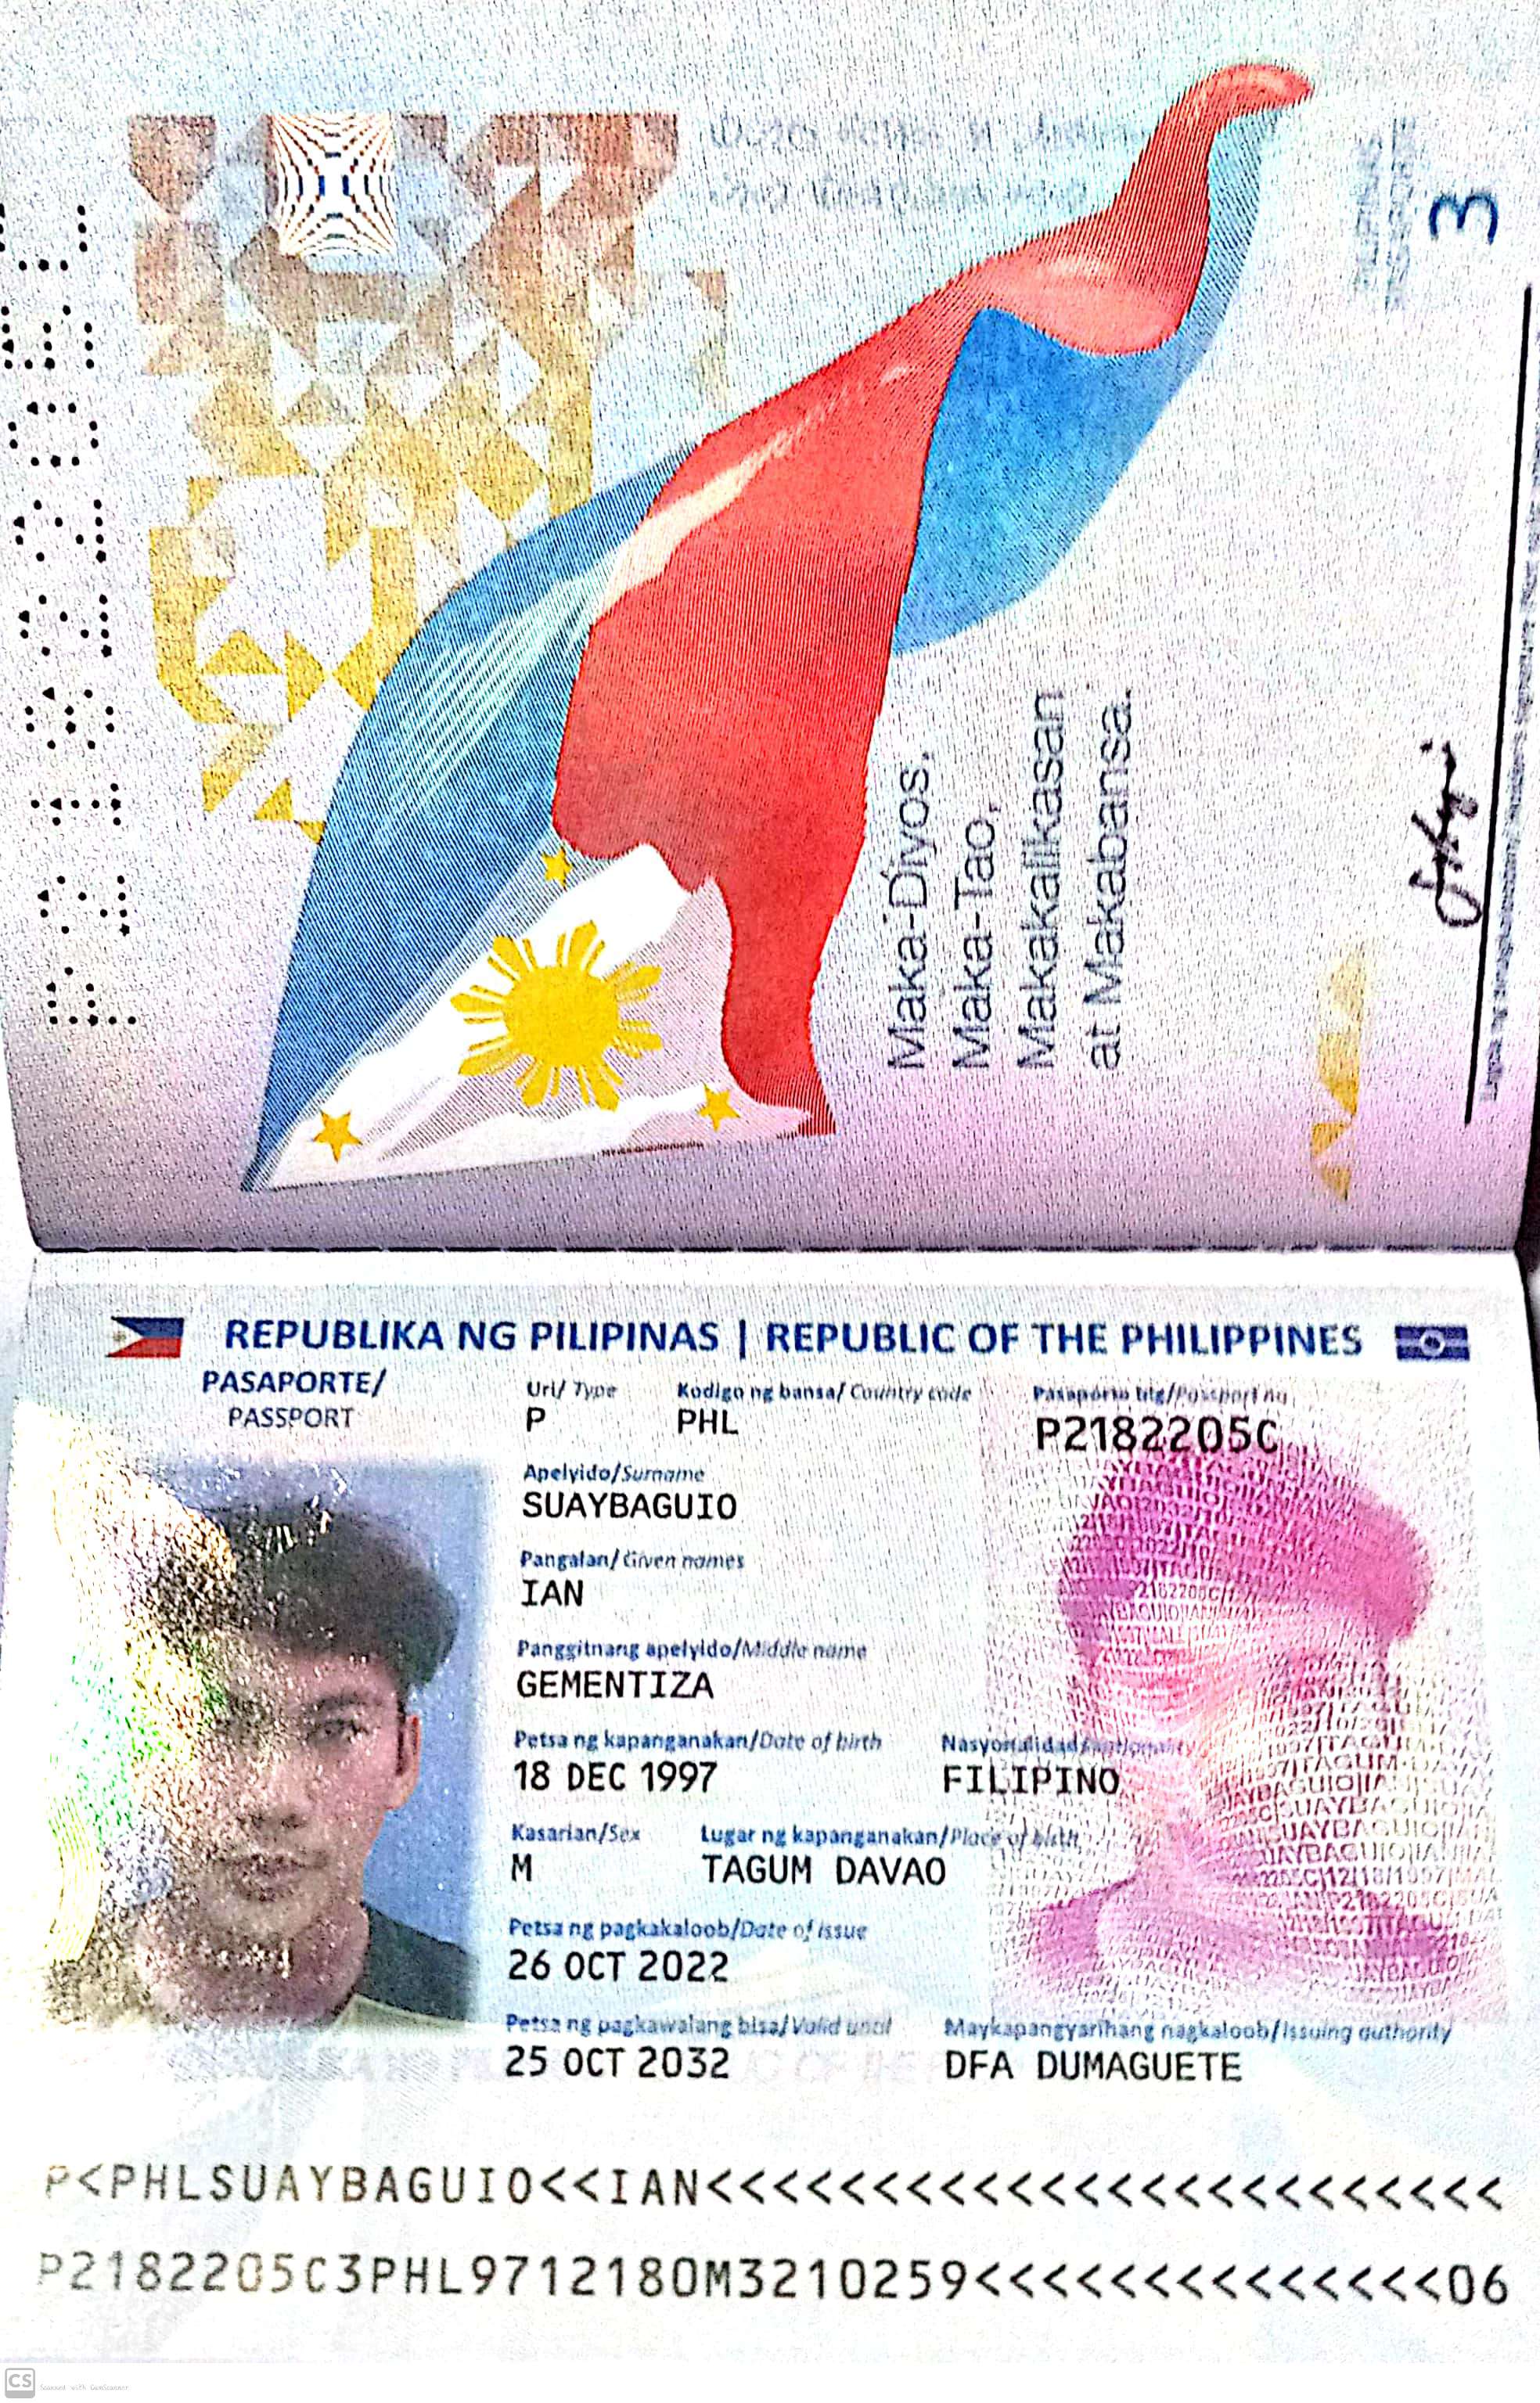 3
Maka-Diyos,
Maka-Tao,
Makakalikasan
at Makabansa.
REPUBLIKA NG PILIPINAS | REPUBLIC OF THE PHILIPPINES
PASAPORTE/
PASSPORT
Uri/ Type
P
Kodigo ng bansa/ Country code
PHL
Pasaporte blg/Passport no.
P2182205C
Apelyido/Surname
SUAYBAGUIO
Pangalan/ Given names
IAN
Panggitnang apelyido/Middle name
GEMENTIZA
Petsa ng kapanganakan/Date of birth
18 DEC 1997
Nasyonalidad/Nationality
FILIPINO
Kasarian/Sex
M
Lugar ng kapanganakan/Place of birth
TAGUM DAVAO
Petsa ng pagkakaloob/Date of issue
26 OCT 2022
Petsa ng pagkawalang bisa/Valid until
25 OCT 2032
Maykapangyarihang nagkaloob/Issuing authority
DFA DUMAGUETE
P<PHLSUAYBAGUIO<<IAN<<<<<<<<<<<<<<<<<<<<<<<<
P2182205C3PHL9712180M3210259<<<<<<<<<<<<<<06
CS Scanned with CamScanner